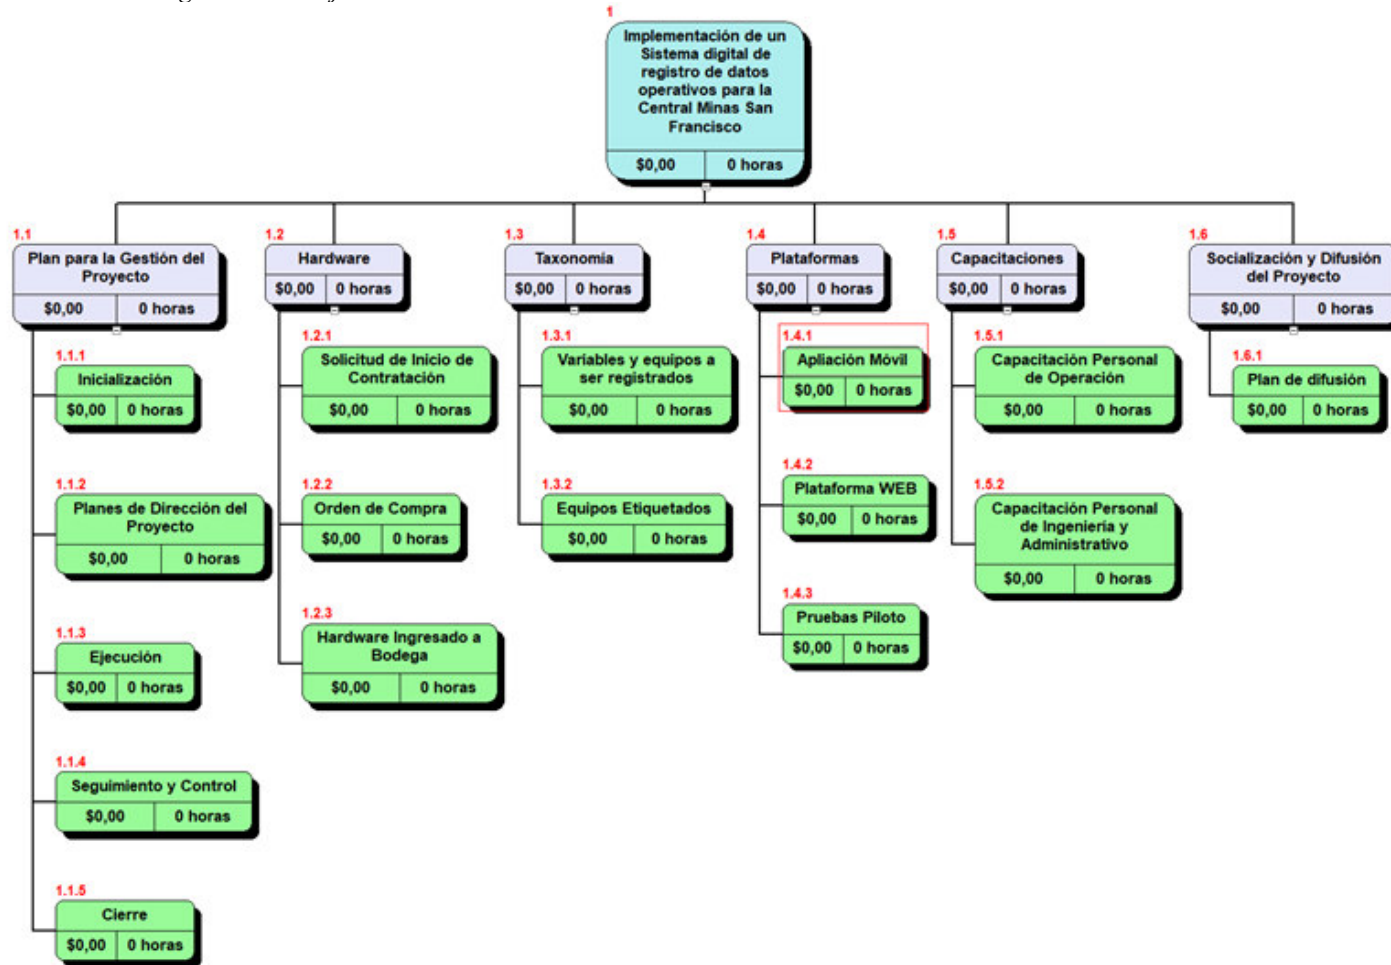 1
Implementación de un
Sistema digital de
registro de datos
operativos para la
Central Minas San
Francisco
$0,00 0 horas
1.1
Plan para la Gestión del
Proyecto
$0,00 0 horas
1.2
Hardware
$0,00 0 horas
1.3
Taxonomía
$0,00 0 horas
1.4
Plataformas
$0,00 0 horas
1.5
Capacitaciones
$0,00 0 horas
1.6
Socialización y Difusión
del Proyecto
$0,00 0 horas
1.1.1
Inicialización
$0,00 0 horas
1.1.2
Planes de Dirección del
Proyecto
$0,00 0 horas
1.1.3
Ejecución
$0,00 0 horas
1.1.4
Seguimiento y Control
$0,00 0 horas
1.1.5
Cierre
$0,00 0 horas
1.2.1
Solicitud de Inicio de
Contratación
$0,00 0 horas
1.2.2
Orden de Compra
$0,00 0 horas
1.2.3
Hardware Ingresado a
Bodega
$0,00 0 horas
1.3.1
Variables y equipos a
ser registrados
$0,00 0 horas
1.3.2
Equipos Etiquetados
$0,00 0 horas
1.4.1
Apliación Móvil
$0,00 0 horas
1.4.2
Plataforma WEB
$0,00 0 horas
1.4.3
Pruebas Piloto
$0,00 0 horas
1.5.1
Capacitación Personal
de Operación
$0,00 0 horas
1.5.2
Capacitación Personal
de Ingeniería y
Administrativo
$0,00 0 horas
1.6.1
Plan de difusión
$0,00 0 horas